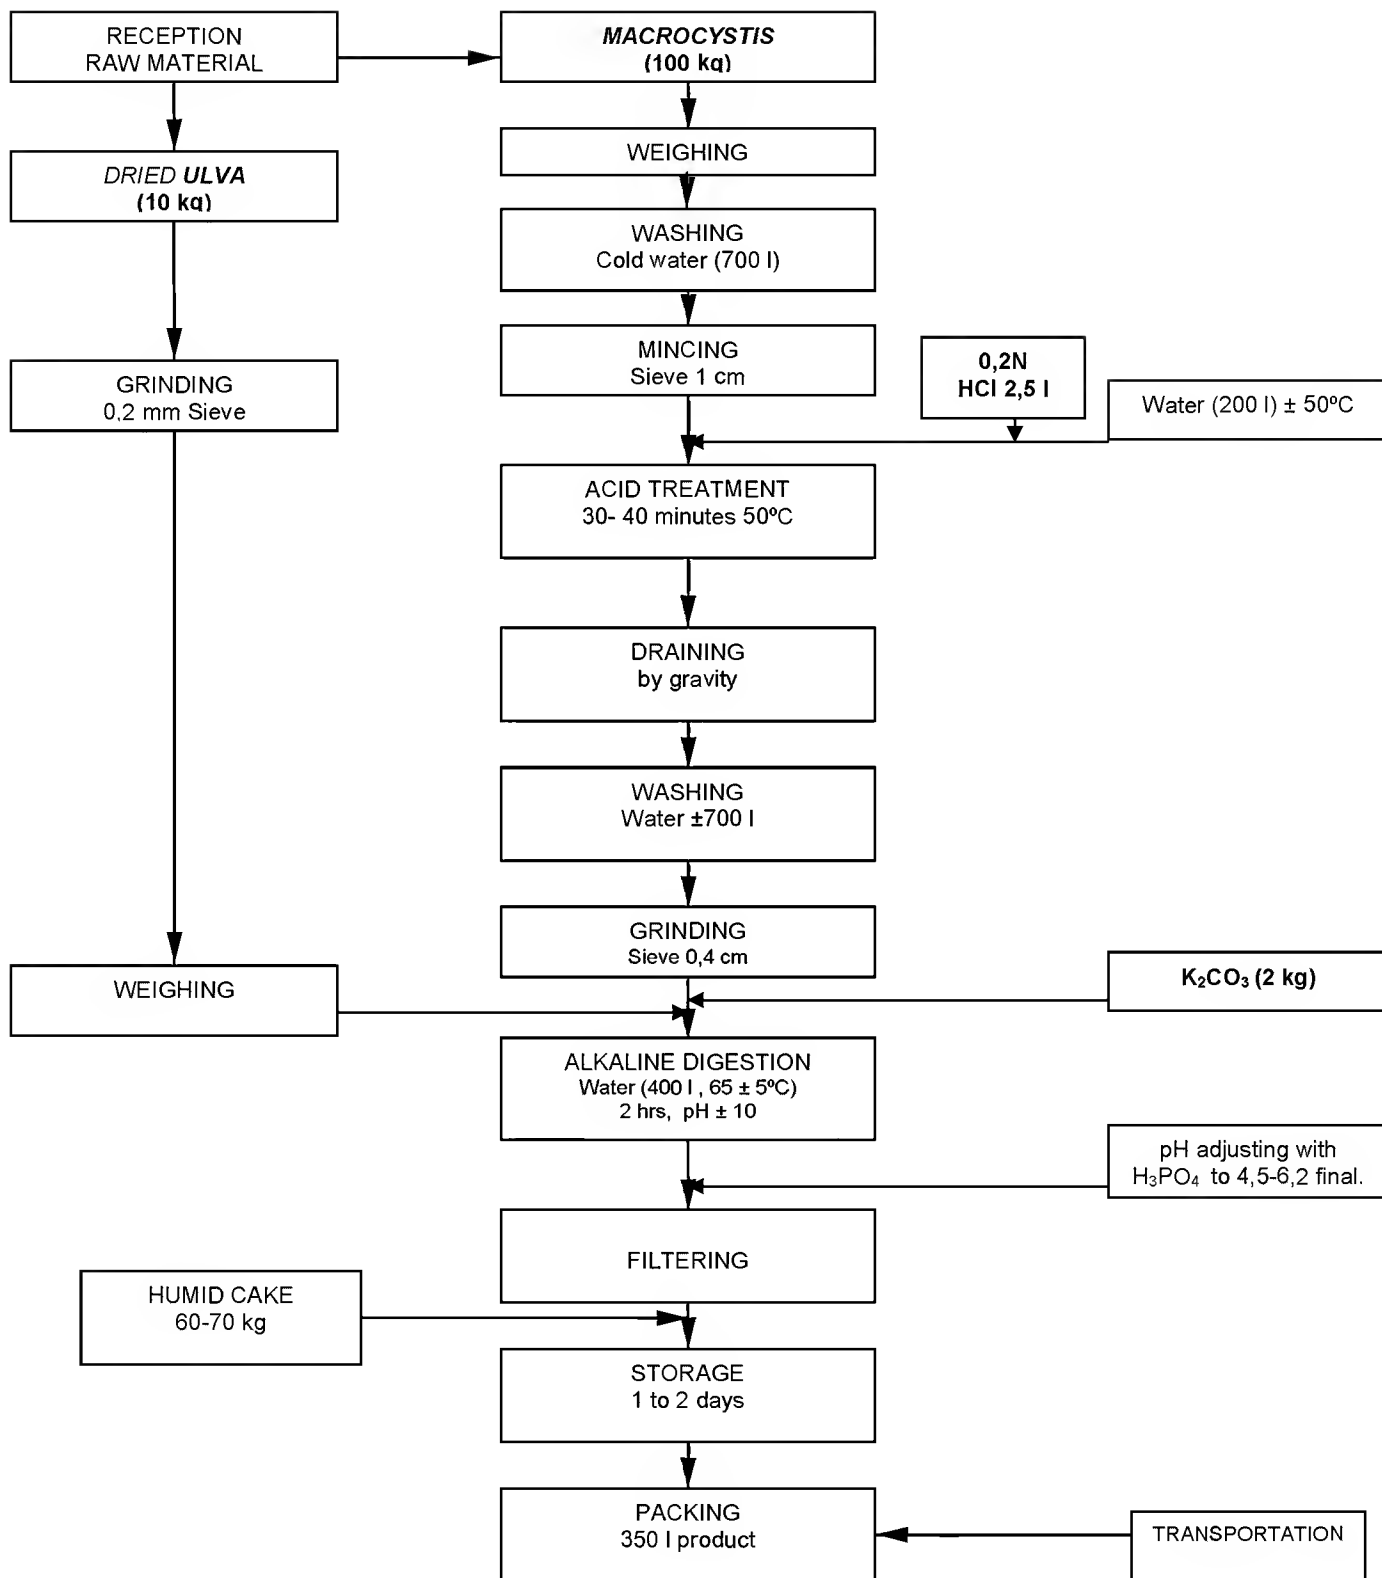 RECEPTION
RAW MATERIAL
MACROCYSTIS
(100 kg)
WEIGHING
DRIED ULVA
(10 kg)
WASHING
Cold water (700 l)
MINCING
Sieve 1 cm
0,2N
HCl 2,5 l
Water (200 l) ± 50ºC
GRINDING
0,2 mm Sieve
ACID TREATMENT
30- 40 minutes 50ºC
DRAINING
by gravity
WASHING
Water ±700 l
GRINDING
Sieve 0,4 cm
WEIGHING
K₂CO₃ (2 kg)
ALKALINE DIGESTION
Water (400 l , 65 ± 5ºC)
2 hrs, pH ± 10
pH adjusting with
H₃PO₄ to 4,5-6,2 final.
FILTERING
HUMID CAKE
60-70 kg
STORAGE
1 to 2 days
PACKING
350 l product
TRANSPORTATION